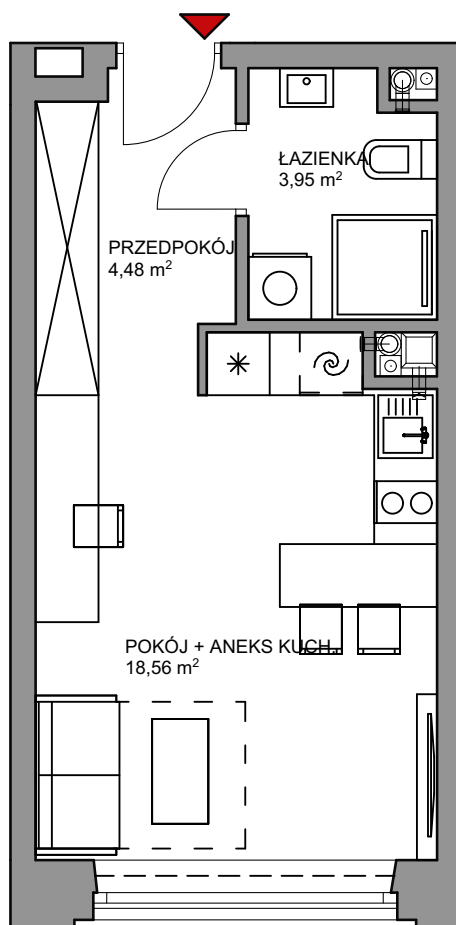 ŁAZIENKA
3,95 m²
PRZEDPOKÓJ
4,48 m²
POKÓJ + ANEKS KUCH.
18,56 m²